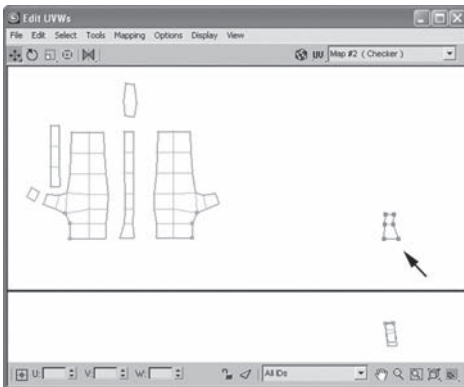 Edit UVWs
File Edit Select Tools Mapping Options Display View
UV Map #2 ( Checker )
U: V: W: All IDs